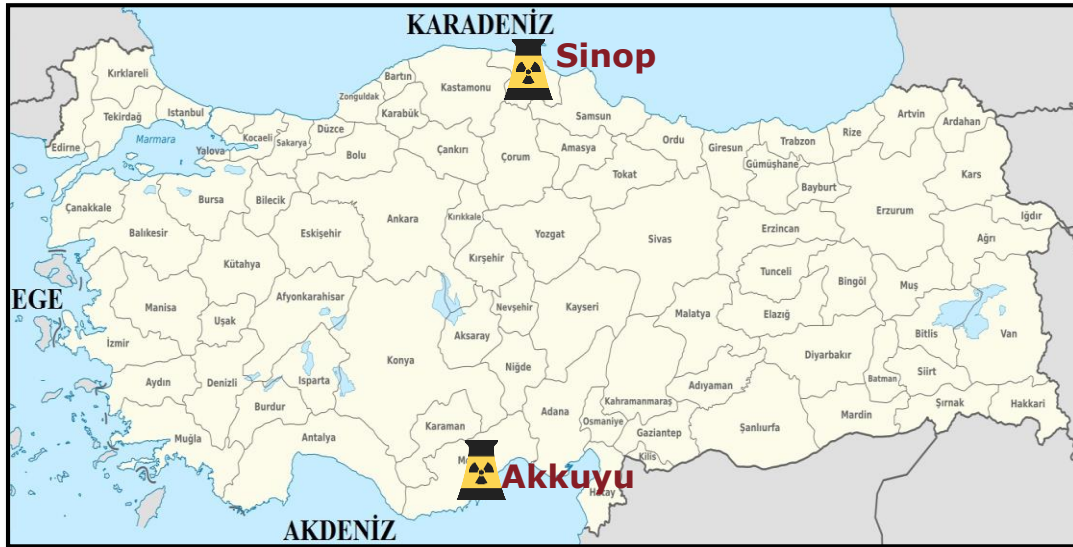 KARADENİZ
Sinop
Kırklareli
Bartın
Kastamonu
Zonguldak
Tekirdağ
Istanbul
Karabük
Samsun
Artvin
Ardahan
Edirne
Marmara
Kocaeli
Düzce
Sakarya
Ordu
Giresun
Trabzon
Rize
Yalova
Bolu
Çankırı
Çorum
Amasya
Gümüşhane
Tokat
Bayburt
Kars
Çanakkale
Bursa
Bilecik
Ankara
Kırıkkale
Erzurum
Iğdır
Balıkesir
Eskişehir
Yozgat
Sivas
Erzincan
Ağrı
Kütahya
Kırşehir
Tunceli
Bingöl
Muş
EGE
Manisa
Afyonkarahisar
Nevşehir
Kayseri
Malatya
Elazığ
Uşak
Aksaray
Bitlis
Van
İzmir
Konya
Niğde
Diyarbakır
Aydın
Denizli
Isparta
Adıyaman
Batman
Siirt
Burdur
Kahramanmaraş
Şırnak
Hakkari
Adana
Osmaniye
Mardin
Muğla
Antalya
Karaman
Gaziantep
Şanlıurfa
Kilis
Akkuyu
AKDENİZ